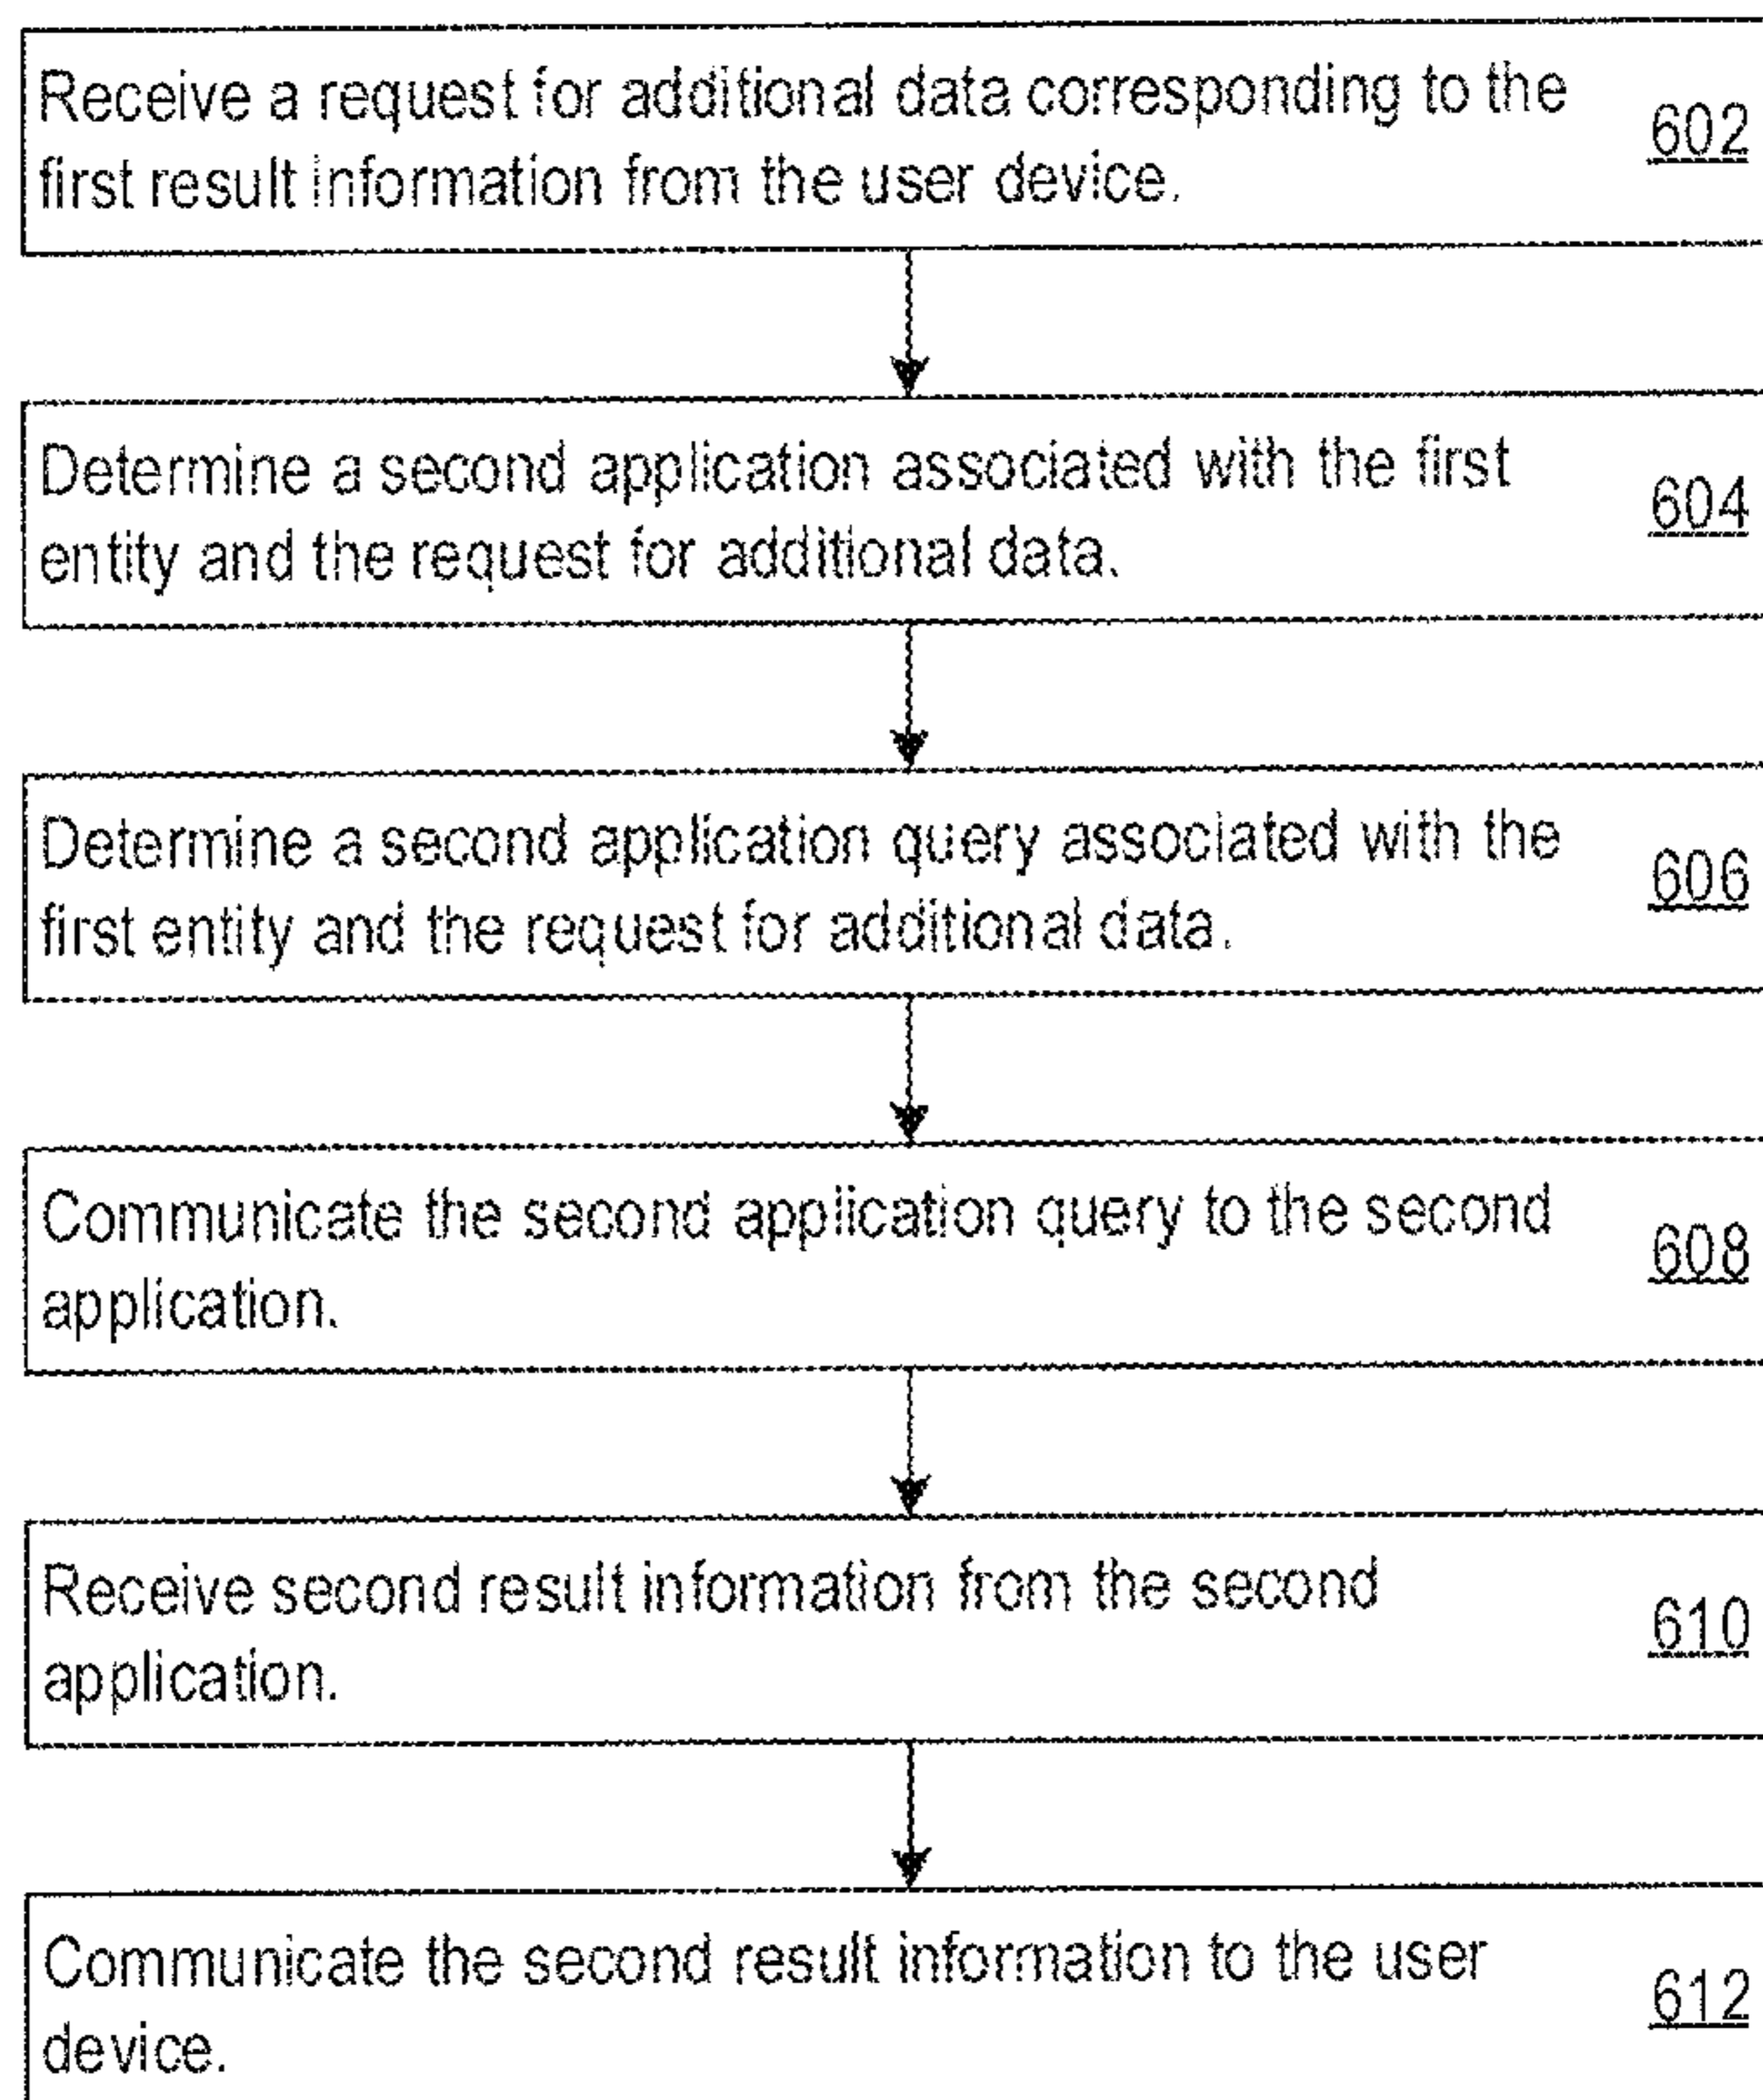 Receive a request for additional data corresponding to the
first result information from the user device.
602
Determine a second application associated with the first
entity and the request for additional data.
604
Determine a second application query associated with the
first entity and the request for additional data.
606
Communicate the second application query to the second
application.
608
Receive second result information from the second
application.
610
Communicate the second result information to the user
device.
612